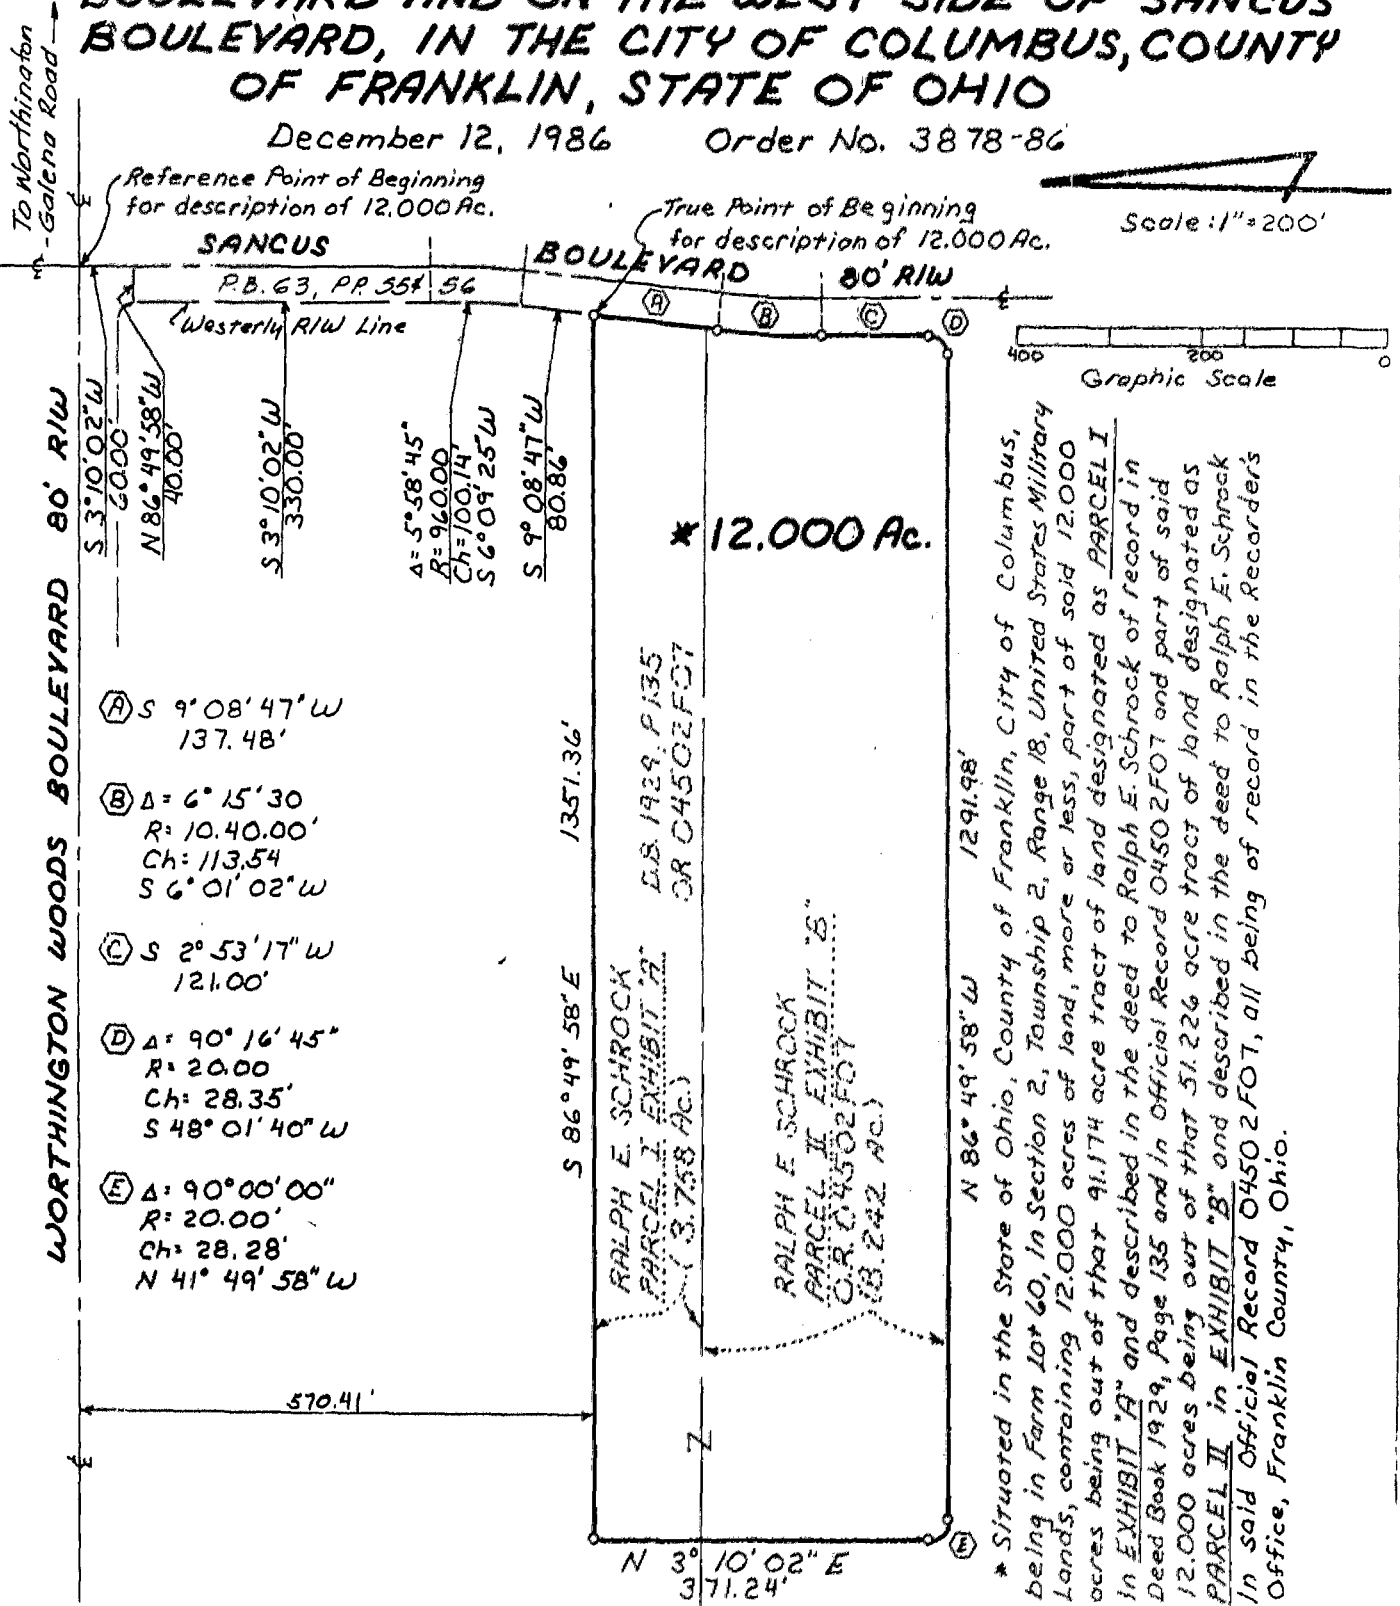 BOULEVARD AND ON THE WEST SIDE OF SANCUS
BOULEVARD, IN THE CITY OF COLUMBUS, COUNTY
OF FRANKLIN, STATE OF OHIO
December 12, 1986 Order No. 3878-86
To Worthington
-Galena Road
Reference Point of Beginning
for description of 12.000 Ac.
True Point of Beginning
for description of 12.000 Ac.
Scale: 1"=200'
SANCUS
BOULEVARD
80' R/W
P.B. 63, PP. 55 & 56
Westerly R/W Line
A
B
C
D
400 200 0
Graphic Scale
WORTHINGTON WOODS BOULEVARD 80' R/W
S 3° 10' 02" W
60.00'
N 86° 49' 58" W
40.00'
S 3° 10' 02" W
330.00'
Δ= 5° 58' 45"
R= 960.00
Ch=100.14'
S 6° 09' 25 W
S 9° 08' 47" W
80.86'
* 12.000 Ac.
A S 9° 08' 47" W
137.48'
B Δ= 6° 15' 30
R= 10.40.00'
Ch: 113.54
S 6° 01' 02" W
C S 2° 53' 17" W
121.00'
D Δ= 90° 16' 45"
R= 20.00
Ch: 28.35'
S 48° 01' 40" W
E Δ= 90° 00' 00"
R= 20.00'
Ch: 28.28'
N 41° 49' 58" W
S 86° 49' 58" E 1351.36'
D.B. 1929, P 135
OR 04502F07
RALPH E. SCHROCK
PARCEL I EXHIBIT "A"
( 3.758 Ac.)
RALPH E SCHROCK
PARCEL II EXHIBIT "B"
O.R. 04502F07
(8.242 Ac.)
N 86° 49' 58" W 1291.98'
570.41'
N 3° 10' 02" E
371.24'
E
* Situated in the State of Ohio, County of Franklin, City of Columbus,
being in Farm Lot 60, in Section 2, Township 2, Range 18, United States Military
Lands, containing 12.000 acres of land, more or less, part of said 12.000
acres being out of that 91.174 acre tract of land designated as PARCEL I
in EXHIBIT "A" and described in the deed to Ralph E. Schrock of record in
Deed Book 1929, Page 135 and in Official Record 04502F07 and part of said
12.000 acres being out of that 51.226 acre tract of land designated as
PARCEL II in EXHIBIT "B" and described in the deed to Ralph E. Schrock
In said Official Record 04502F07, all being of record in the Recorder's
Office, Franklin County, Ohio.